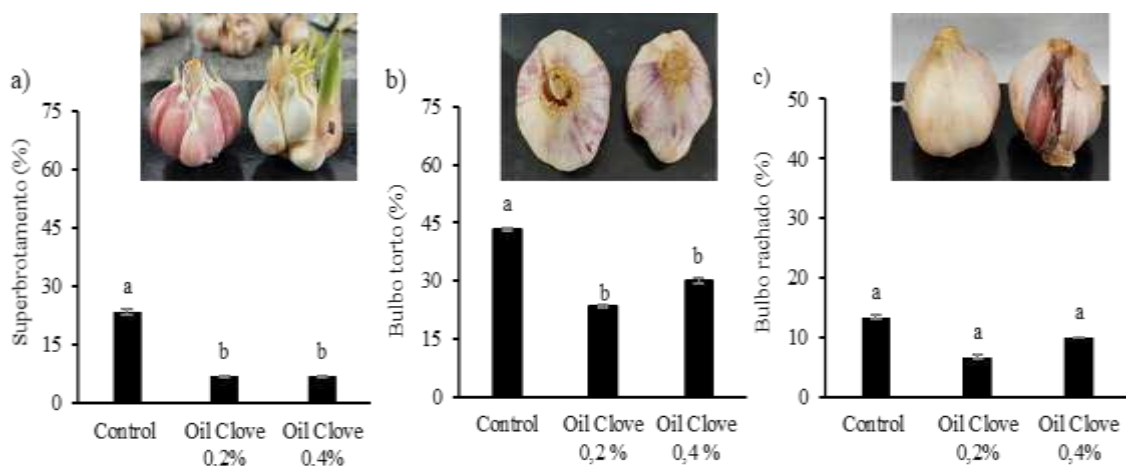 a)
Superbrotamento (%)
75
60
45
30
15
0
a
b
b
Control
Oil Clove
0,2%
Oil Clove
0,4%
b)
Bulbo torto (%)
75
60
45
30
15
0
a
b
b
Control
Oil Clove
0,2 %
Oil Clove
0,4 %
c)
Bulbo rachado (%)
50
40
30
20
10
0
a
a
a
Control
Oil Clove
0,2%
Oil Clove
0,4%